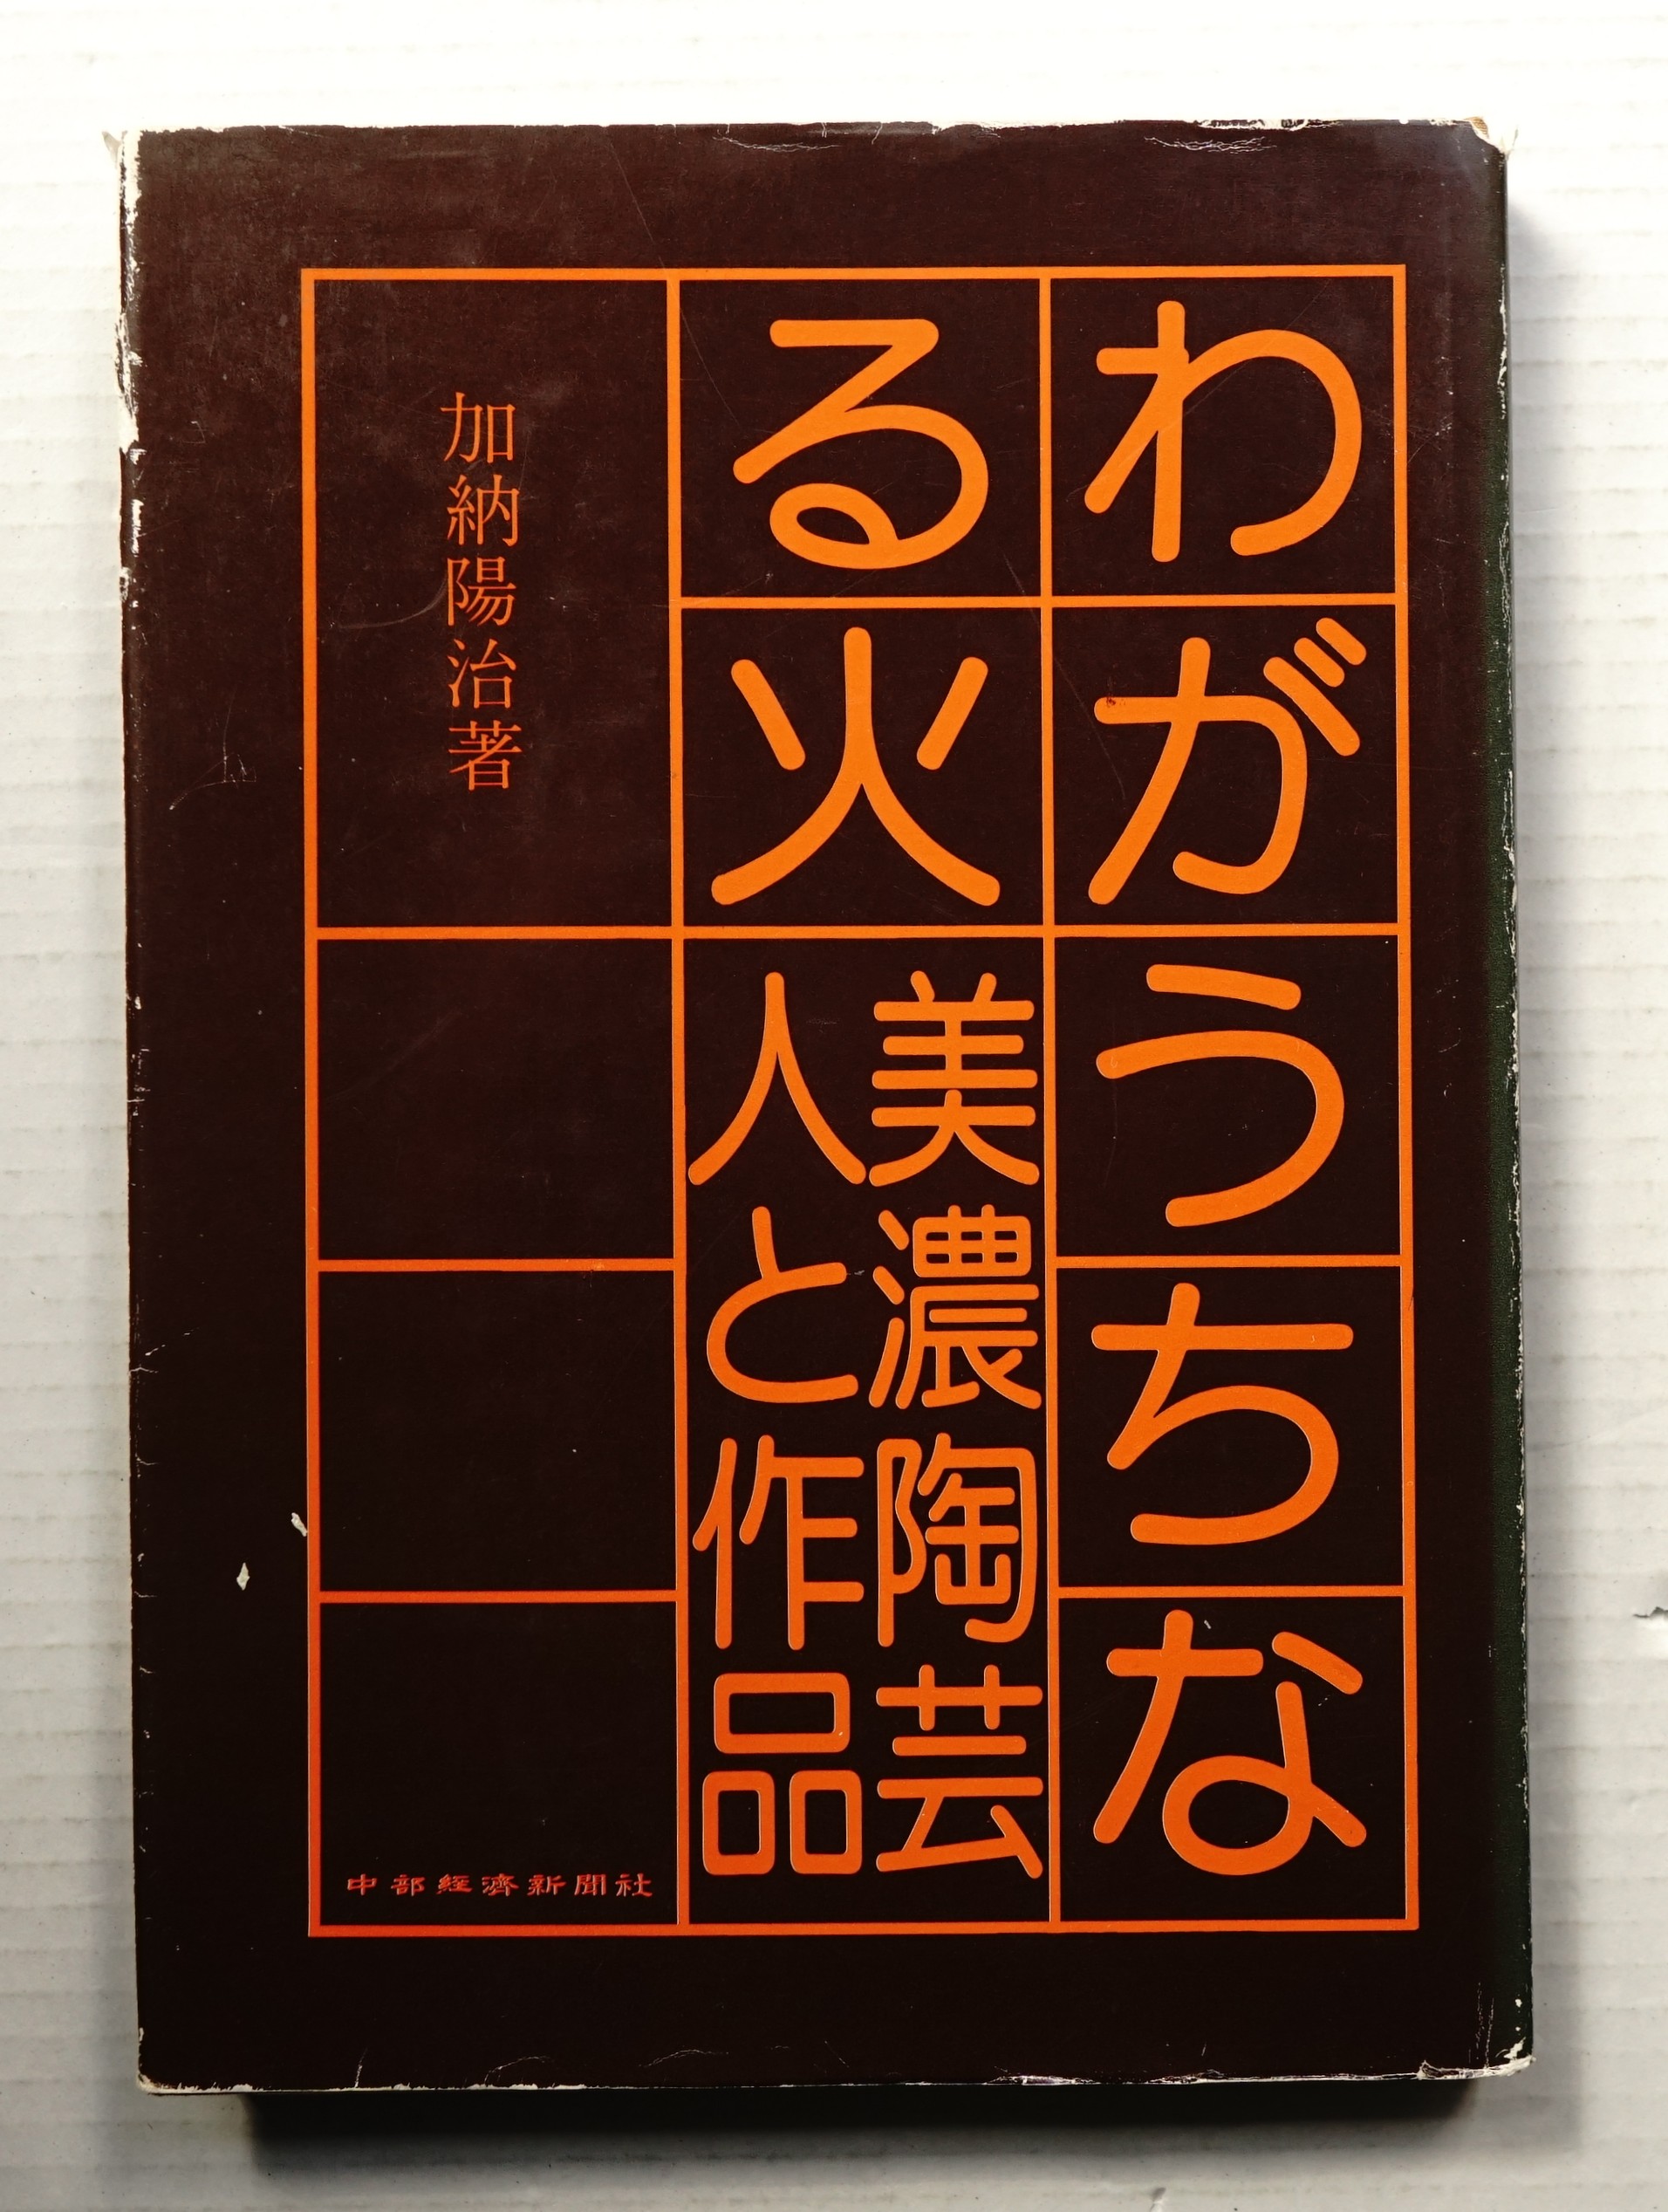 わがうちな
る火
美濃陶芸
人と作品
加納陽治著
中部経済新聞社